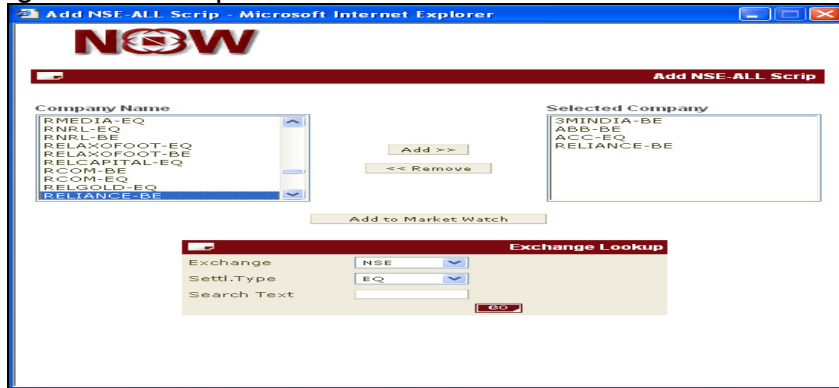 Add NSE-ALL Scrip - Microsoft Internet Explorer
NOW
Add NSE-ALL Scrip
Company Name
Selected Company
RMEDIA-EQ
RNRL-EQ
RNRL-BE
RELAXOFOOT-EQ
RELAXOFOOT-BE
RELCAPITAL-EQ
RCOM-BE
RCOM-EQ
RELGOLD-EQ
RELIANCE-BE
Add >>
<< Remove
3MINDIA-BE
ABB-BE
ACC-EQ
RELIANCE-BE
Add to Market Watch
Exchange Lookup
Exchange NSE
Settl.Type EQ
Search Text
GO